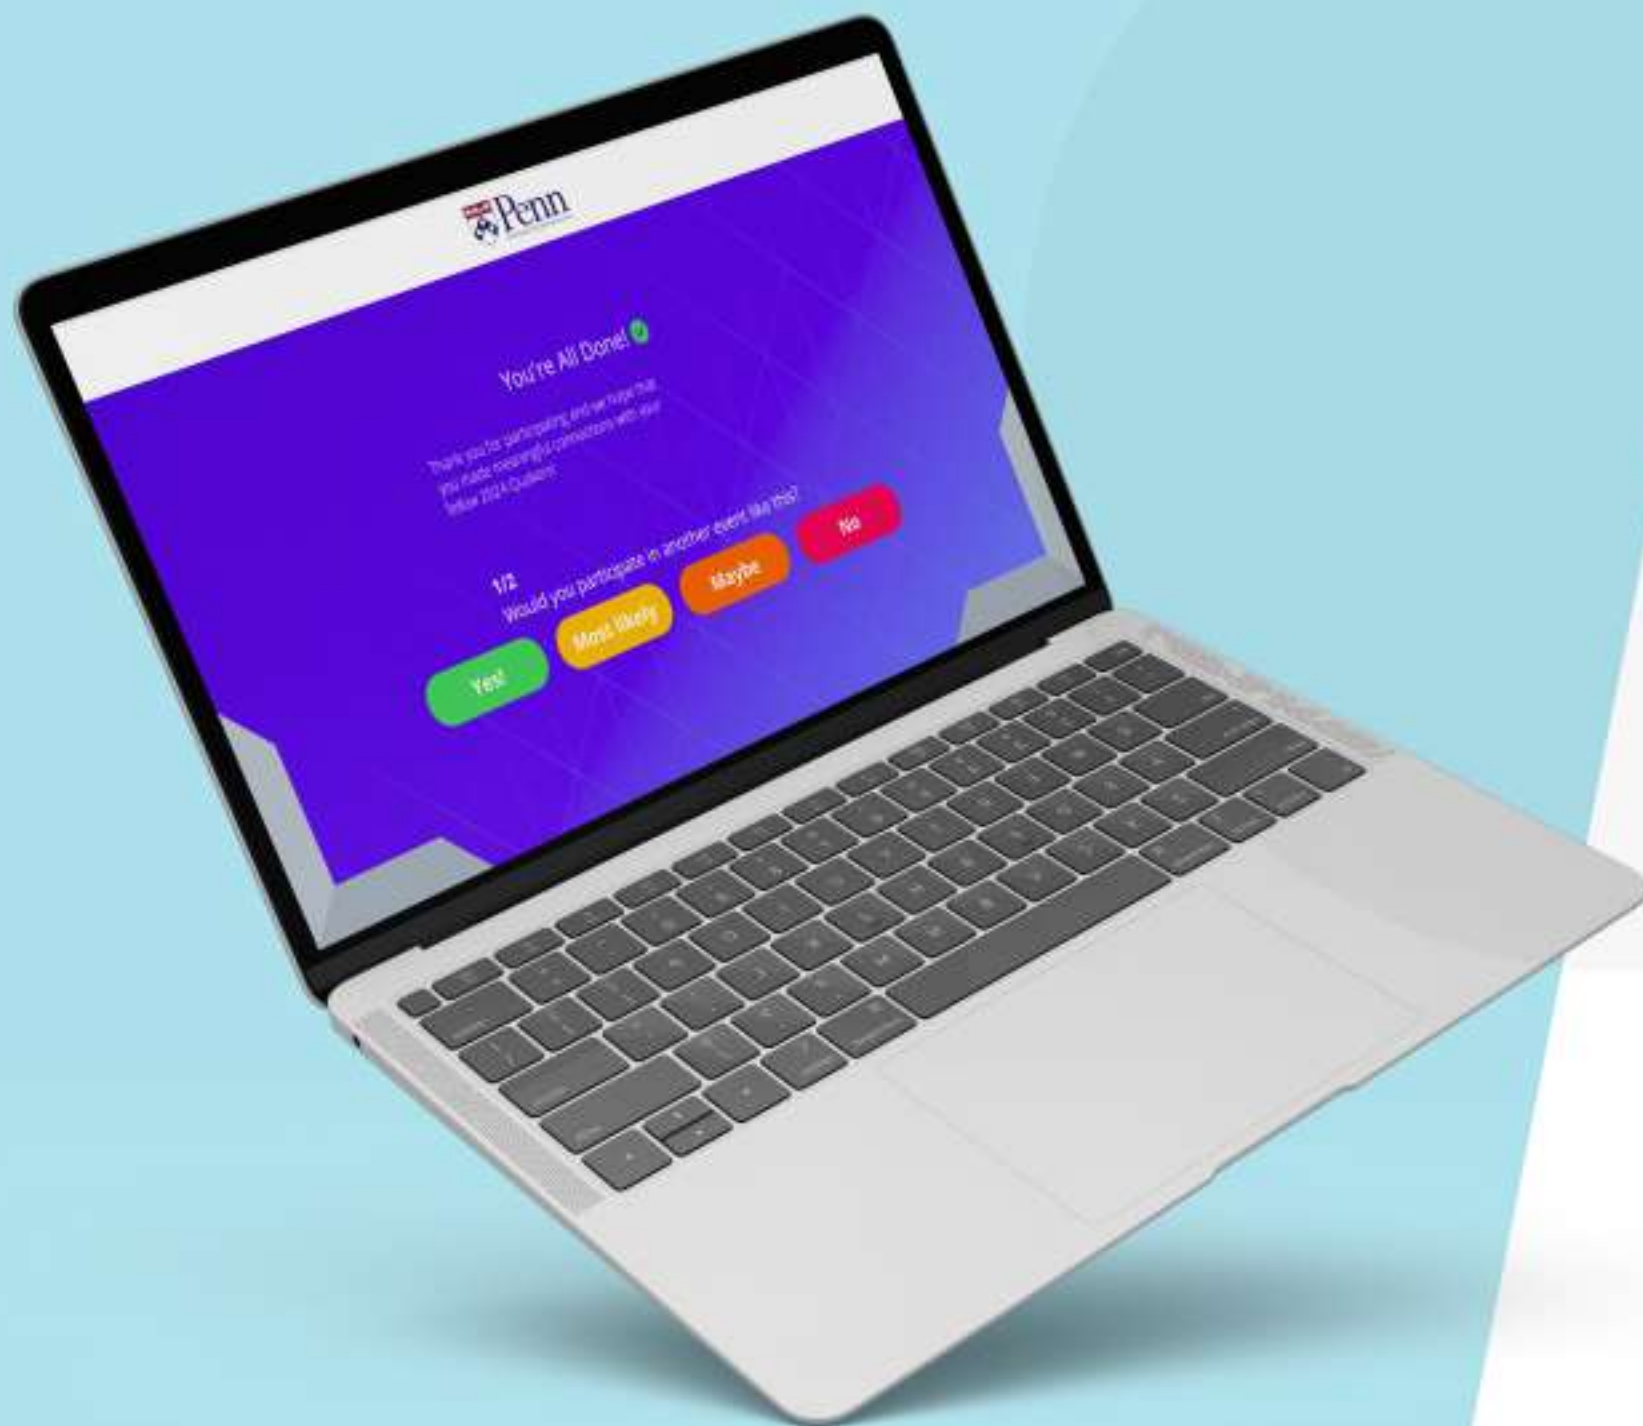 Penn
You're All Done!
Thank you for participating and we hope that
you made meaningful connections with your
fellow 2024 Quakers!
1/2
Would you participate in another event like this?
Yes!
Most likely
Maybe
No